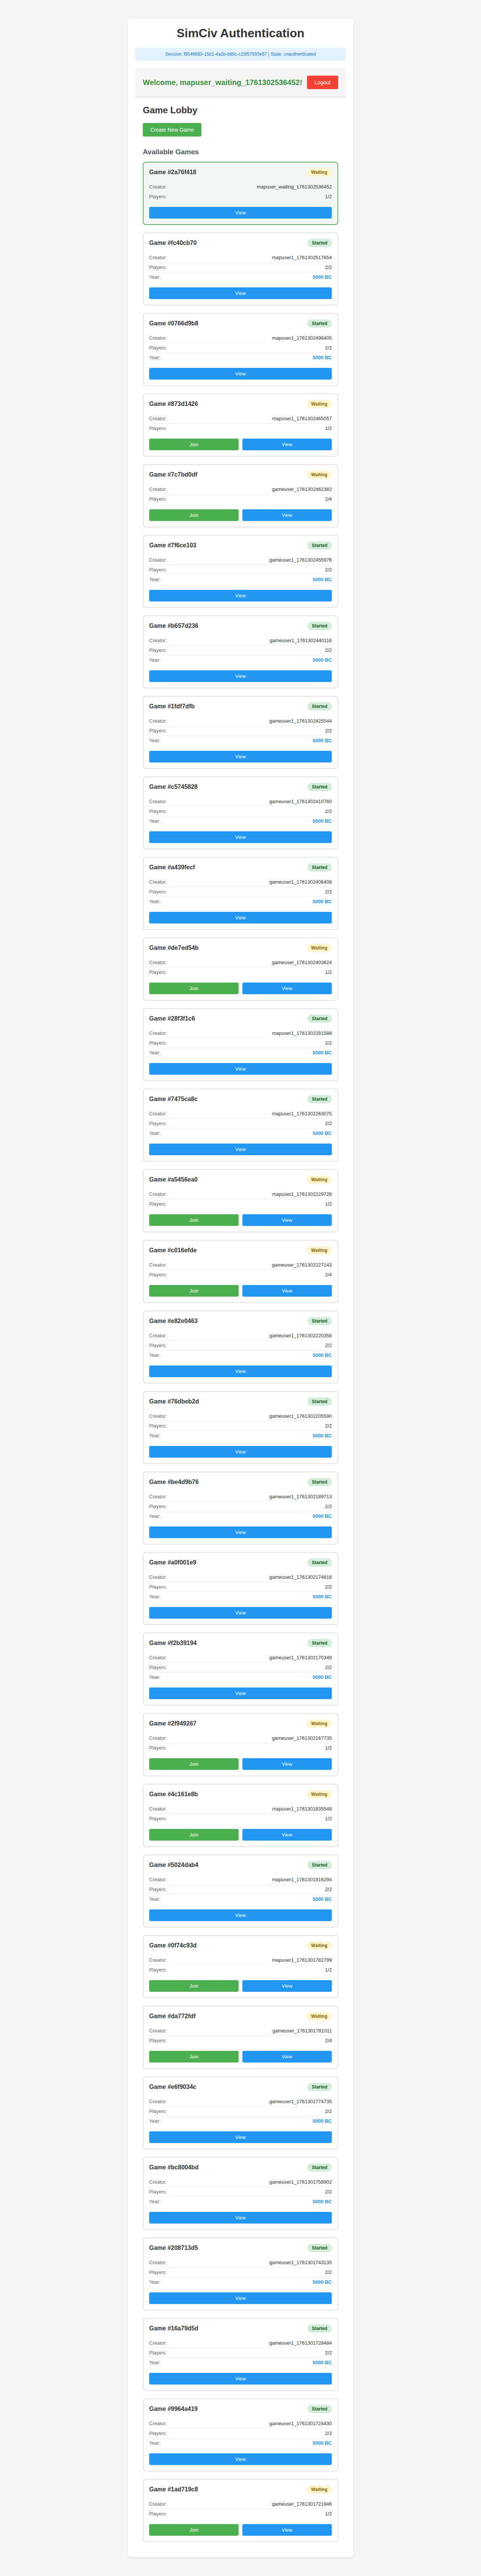 SimCiv Authentication
Welcome, mapuser_waiting_1761302536452!
Logout
Game Lobby
Create New Game
Available Games
Game #2a76f418 Waiting
Creator: mapuser_waiting_1761302536452
Players: 1/2
View
Game #fc40cb70 Started
Creator: mapuser1_1761302517654
Players: 2/2
Year: 5000 BC
View
Game #0766d9b8 Started
Creator: mapuser1_1761302498405
Players: 2/2
Year: 5000 BC
View
Game #873d1426 Waiting
Creator: mapuser1_1761302465057
Players: 1/2
Join View
Game #7c7bd0df Waiting
Creator: gameuser_1761302462382
Players: 2/4
Join View
Game #7f6ce103 Started
Creator: gameuser1_1761302455976
Players: 2/2
Year: 5000 BC
View
Game #b657d236 Started
Creator: gameuser1_1761302440116
Players: 2/2
Year: 5000 BC
View
Game #1fdf7dfb Started
Creator: gameuser1_1761302425544
Players: 2/2
Year: 5000 BC
View
Game #c5745828 Started
Creator: gameuser1_1761302410760
Players: 2/2
Year: 5000 BC
View
Game #a439fecf Started
Creator: gameuser1_1761302406408
Players: 2/2
Year: 5000 BC
View
Game #de7ed54b Waiting
Creator: gameuser_1761302403624
Players: 1/2
Join View
Game #28f3f1c6 Started
Creator: mapuser1_1761302281588
Players: 2/2
Year: 5000 BC
View
Game #7475ca8c Started
Creator: mapuser1_1761302263075
Players: 2/2
Year: 5000 BC
View
Game #a5456ea0 Waiting
Creator: mapuser1_1761302229728
Players: 1/2
Join View
Game #c016efde Waiting
Creator: gameuser_1761302227143
Players: 2/4
Join View
Game #e82e0463 Started
Creator: gameuser1_1761302220358
Players: 2/2
Year: 5000 BC
View
Game #76dbeb2d Started
Creator: gameuser1_1761302205590
Players: 2/2
Year: 5000 BC
View
Game #be4d9b76 Started
Creator: gameuser1_1761302189713
Players: 2/2
Year: 5000 BC
View
Game #a0f001e9 Started
Creator: gameuser1_1761302174818
Players: 2/2
Year: 5000 BC
View
Game #f2b39194 Started
Creator: gameuser1_1761302170349
Players: 2/2
Year: 5000 BC
View
Game #2f949267 Waiting
Creator: gameuser_1761302167735
Players: 1/2
Join View
Game #4c161e8b Waiting
Creator: mapuser1_1761301835548
Players: 1/2
Join View
Game #5024dab4 Started
Creator: mapuser1_1761301816294
Players: 2/2
Year: 5000 BC
View
Game #0f74c93d Waiting
Creator: mapuser1_1761301782799
Players: 1/2
Join View
Game #da772fdf Waiting
Creator: gameuser_1761301781011
Players: 2/4
Join View
Game #e6f9034c Started
Creator: gameuser1_1761301774735
Players: 2/2
Year: 5000 BC
View
Game #bc8004bd Started
Creator: gameuser1_1761301758902
Players: 2/2
Year: 5000 BC
View
Game #208713d5 Started
Creator: gameuser1_1761301743135
Players: 2/2
Year: 5000 BC
View
Game #16a79d5d Started
Creator: gameuser1_1761301728484
Players: 2/2
Year: 5000 BC
View
Game #9964a419 Started
Creator: gameuser1_1761301724430
Players: 2/2
Year: 5000 BC
View
Game #1ad719c8 Waiting
Creator: gameuser_1761301721946
Players: 1/2
Join View